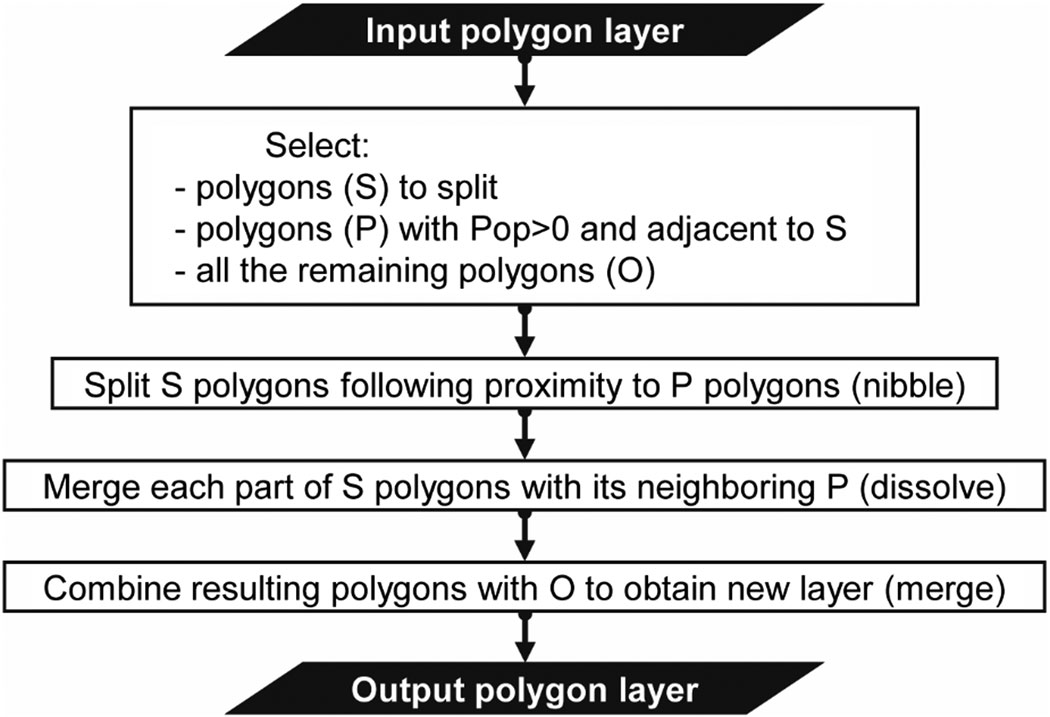 Input polygon layer
Select:
- polygons (S) to split
- polygons (P) with Pop>0 and adjacent to S
- all the remaining polygons (O)
Split S polygons following proximity to P polygons (nibble)
Merge each part of S polygons with its neighboring P (dissolve)
Combine resulting polygons with O to obtain new layer (merge)
Output polygon layer